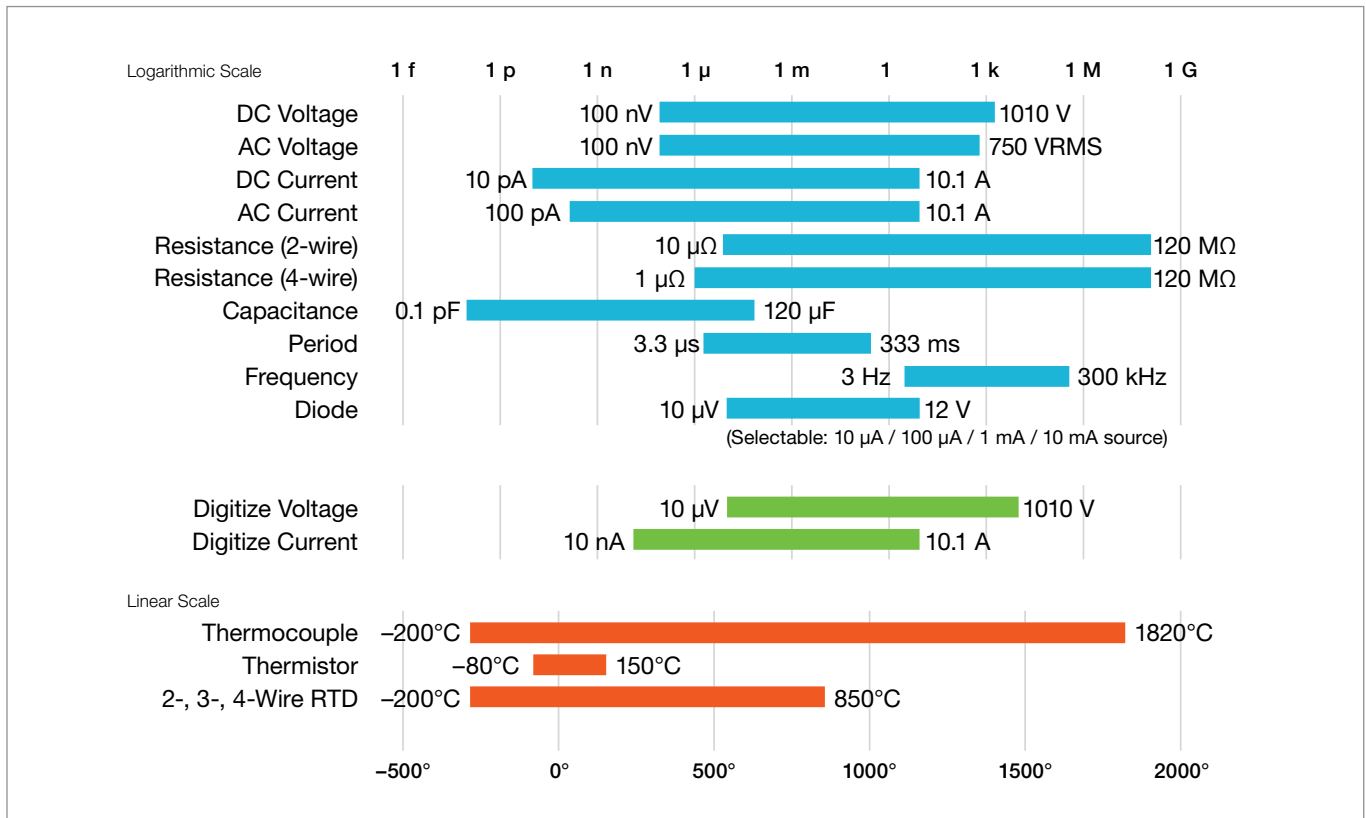 Logarithmic Scale 1 f 1 p 1 n 1 µ 1 m 1 1 k 1 M 1 G
DC Voltage 100 nV 1010 V
AC Voltage 100 nV 750 VRMS
DC Current 10 pA 10.1 A
AC Current 100 pA 10.1 A
Resistance (2-wire) 10 µΩ 120 MΩ
Resistance (4-wire) 1 µΩ 120 MΩ
Capacitance 0.1 pF 120 µF
Period 3.3 µs 333 ms
Frequency 3 Hz 300 kHz
Diode 10 µV 12 V
(Selectable: 10 µA / 100 µA / 1 mA / 10 mA source)
Digitize Voltage 10 µV 1010 V
Digitize Current 10 nA 10.1 A
Linear Scale
Thermocouple –200°C 1820°C
Thermistor –80°C 150°C
2-, 3-, 4-Wire RTD –200°C 850°C
–500° 0° 500° 1000° 1500° 2000°